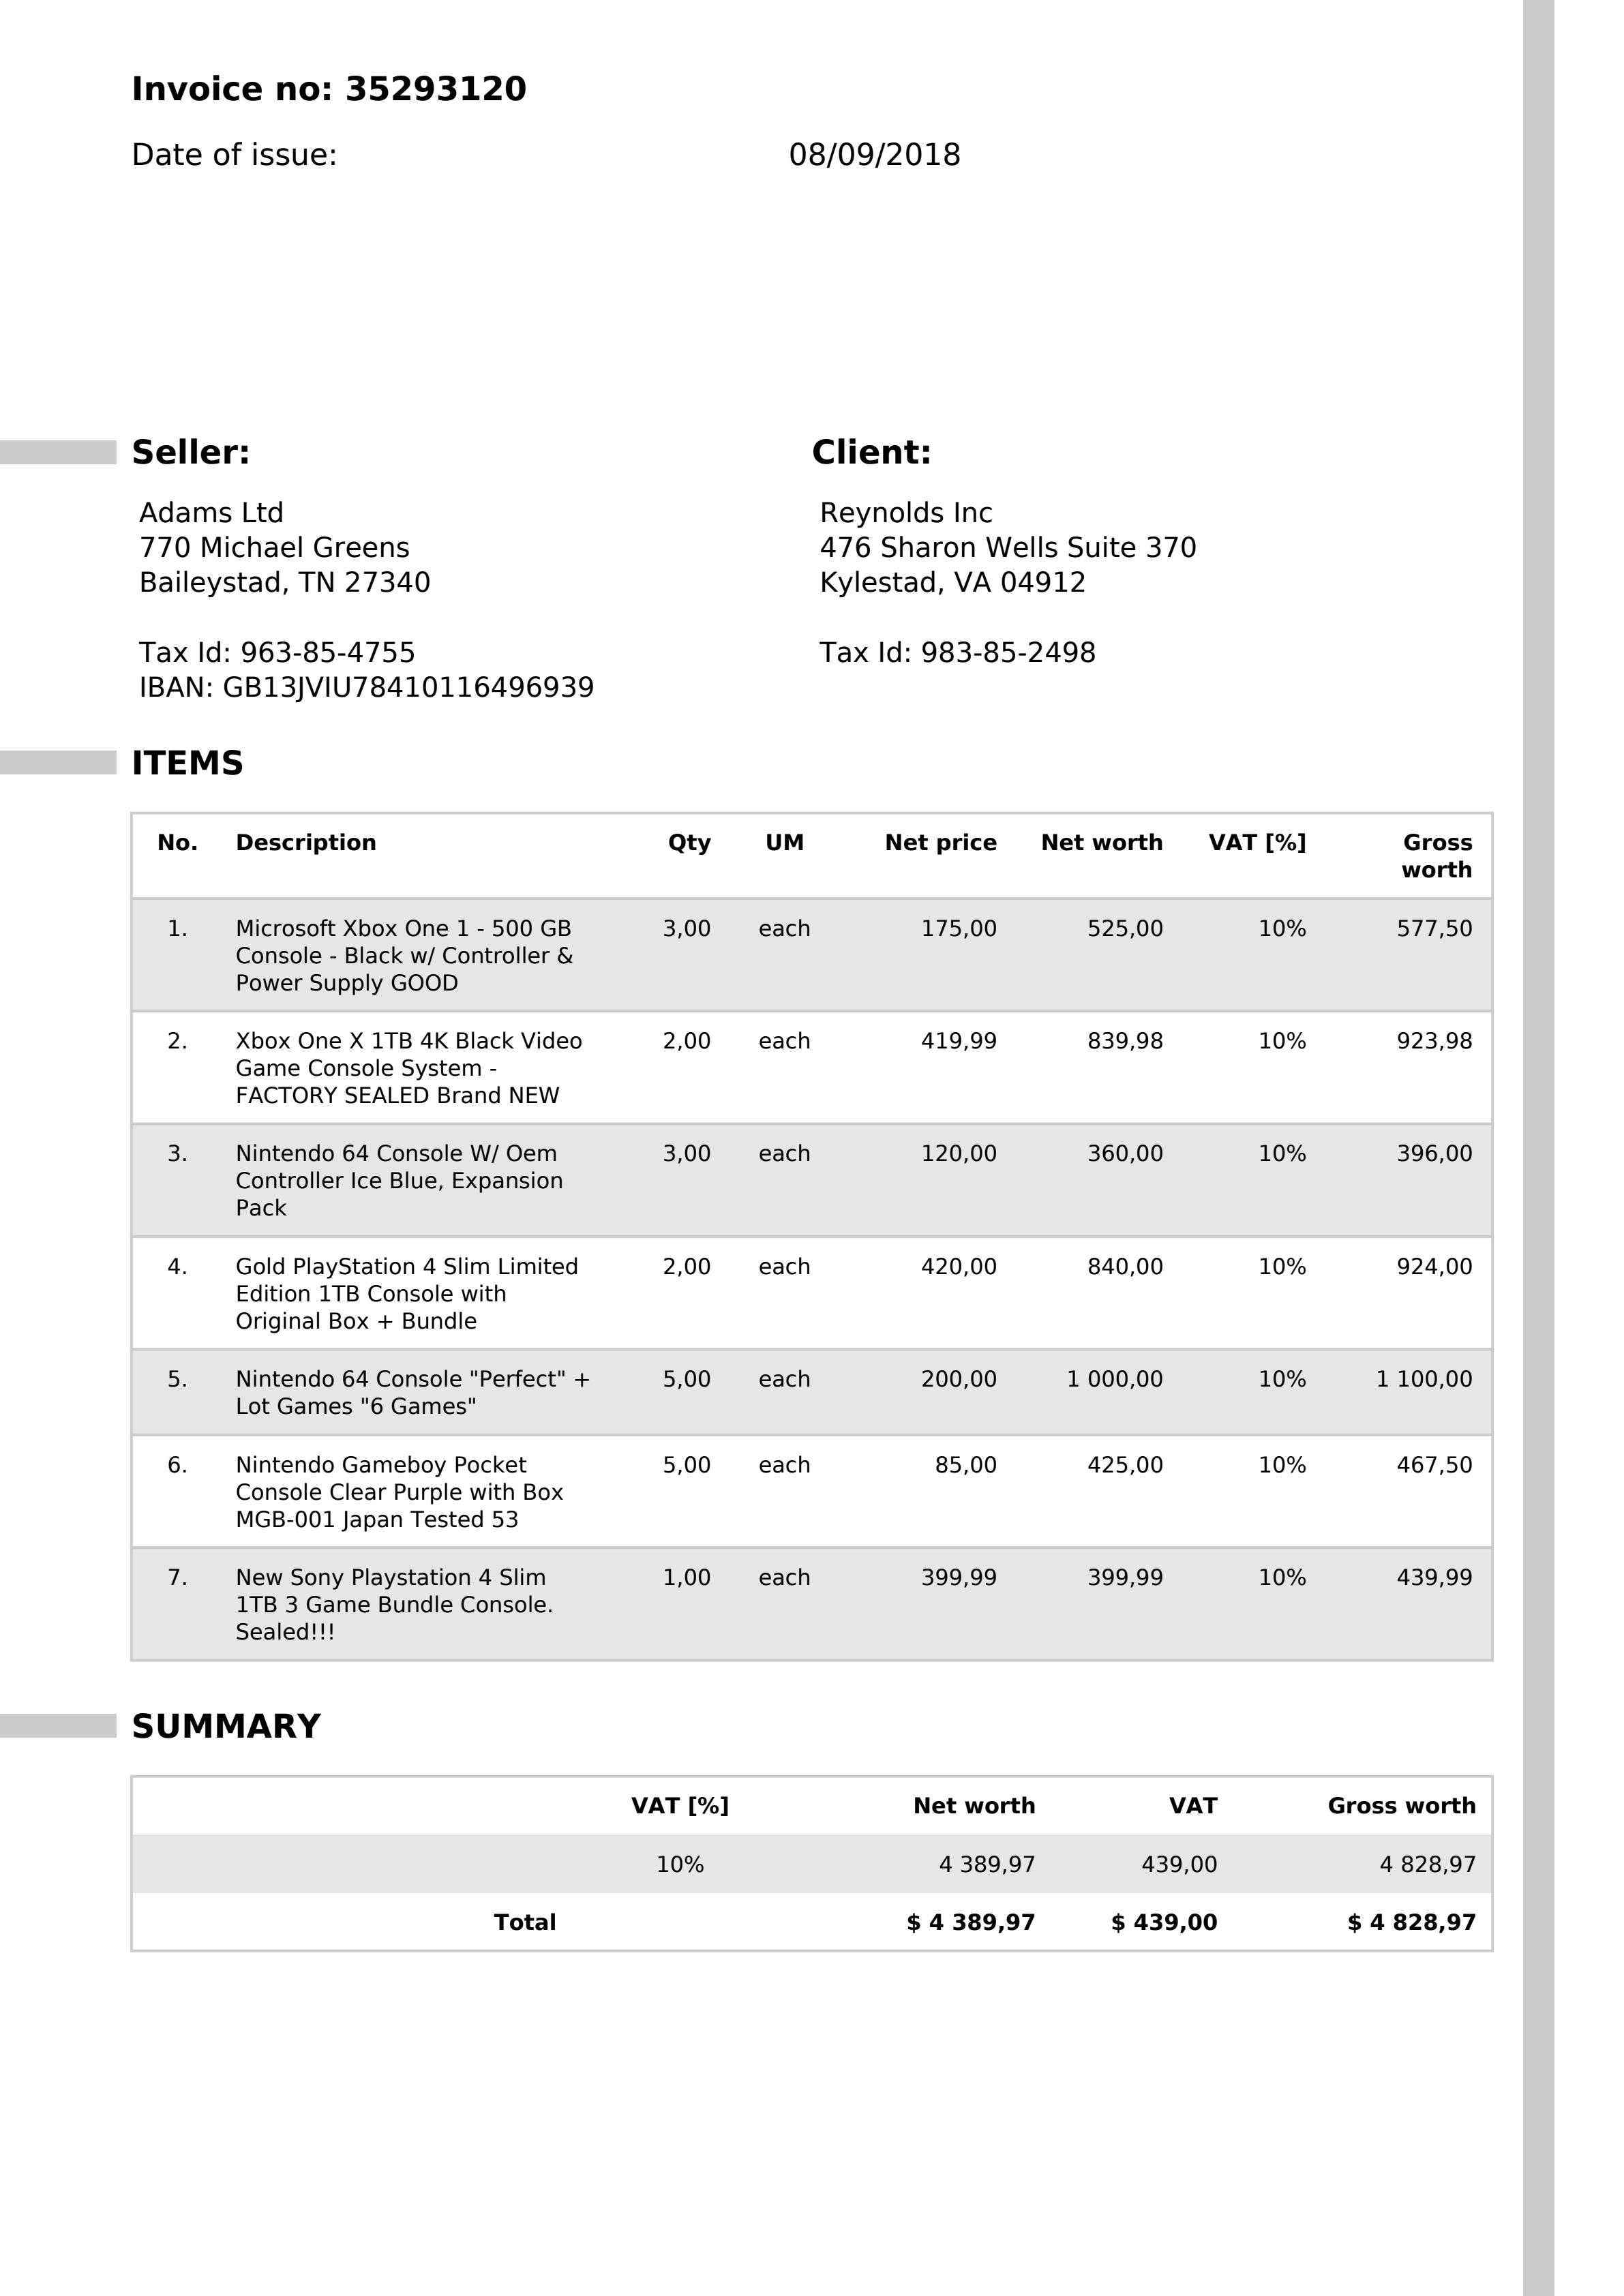 Invoice no: 35293120
Date of issue: 08/09/2018
Seller: Client:
Adams Ltd Reynolds Inc
770 Michael Greens 476 Sharon Wells Suite 370
Baileystad, TN 27340 Kylestad, VA 04912
Tax Id: 963-85-4755 Tax Id: 983-85-2498
IBAN: GB13JVIU78410116496939
ITEMS
No. Description Qty UM Net price Net worth VAT [%] Gross
worth
1. Microsoft Xbox One 1 - 500 GB 3,00 each 175,00 525,00 10% 577,50
Console - Black w/ Controller &
Power Supply GOOD
2. Xbox One X 1TB 4K Black Video 2,00 each 419,99 839,98 10% 923,98
Game Console System -
FACTORY SEALED Brand NEW
3. Nintendo 64 Console W/ Oem 3,00 each 120,00 360,00 10% 396,00
Controller Ice Blue, Expansion
Pack
4. Gold PlayStation 4 Slim Limited 2,00 each 420,00 840,00 10% 924,00
Edition 1TB Console with
Original Box + Bundle
5. Nintendo 64 Console "Perfect" + 5,00 each 200,00 1 000,00 10% 1 100,00
Lot Games "6 Games"
6. Nintendo Gameboy Pocket 5,00 each 85,00 425,00 10% 467,50
Console Clear Purple with Box
MGB-001 Japan Tested 53
7. New Sony Playstation 4 Slim 1,00 each 399,99 399,99 10% 439,99
1TB 3 Game Bundle Console.
Sealed!!!
SUMMARY
VAT [%] Net worth VAT Gross worth
10% 4 389,97 439,00 4 828,97
Total $ 4 389,97 $ 439,00 $ 4 828,97